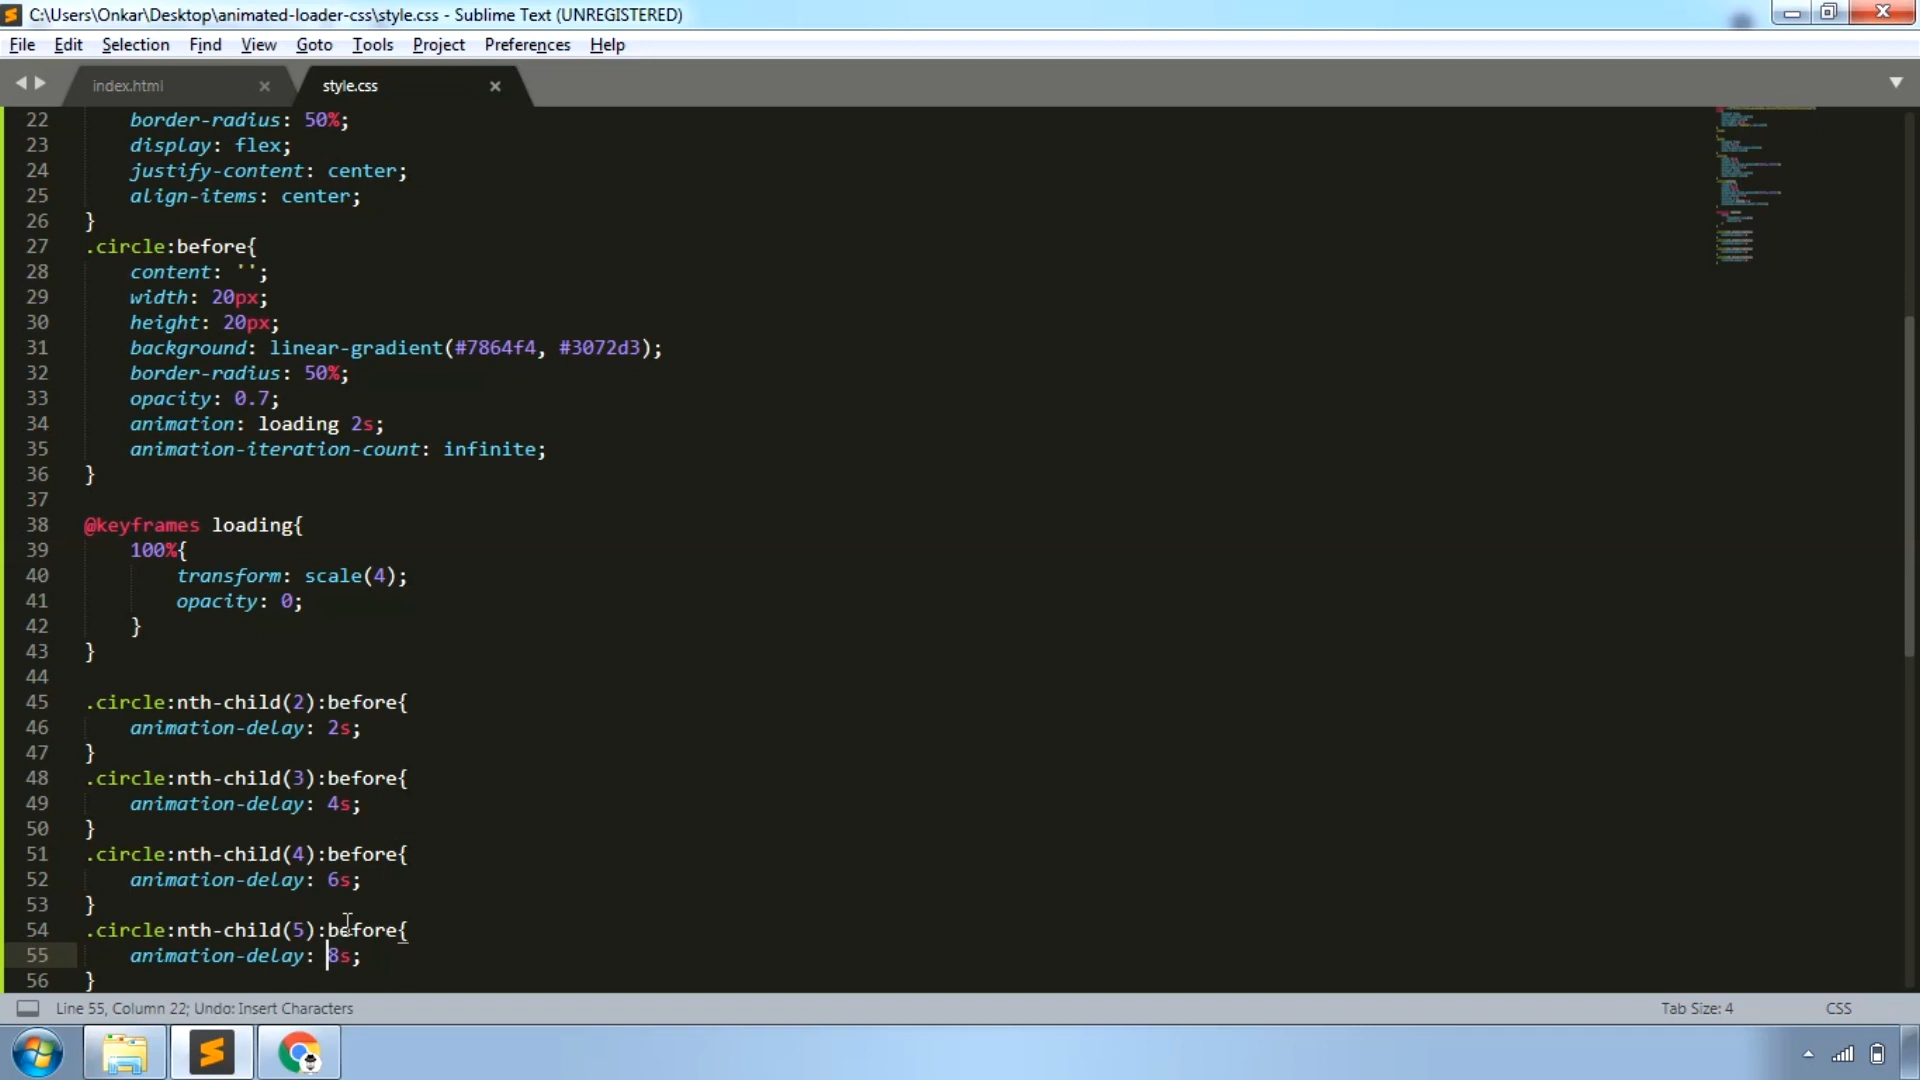 C:\Users\Onkar\Desktop\animated-loader-css\style.css - Sublime Text (UNREGISTERED)
File Edit Selection Find View Goto Tools Project Preferences Help
index.html style.css
22 border-radius: 50%;
23 display: flex;
24 justify-content: center;
25 align-items: center;
26 }
27 .circle:before{
28 content: '';
29 width: 20px;
30 height: 20px;
31 background: linear-gradient(#7864f4, #3072d3);
32 border-radius: 50%;
33 opacity: 0.7;
34 animation: loading 2s;
35 animation-iteration-count: infinite;
36 }
37
38 @keyframes loading{
39 100%{
40 transform: scale(4);
41 opacity: 0;
42 }
43 }
44
45 .circle:nth-child(2):before{
46 animation-delay: 2s;
47 }
48 .circle:nth-child(3):before{
49 animation-delay: 4s;
50 }
51 .circle:nth-child(4):before{
52 animation-delay: 6s;
53 }
54 .circle:nth-child(5):before{
55 animation-delay: 8s;
56 }
Line 55, Column 22; Undo: Insert Characters Tab Size: 4 CSS